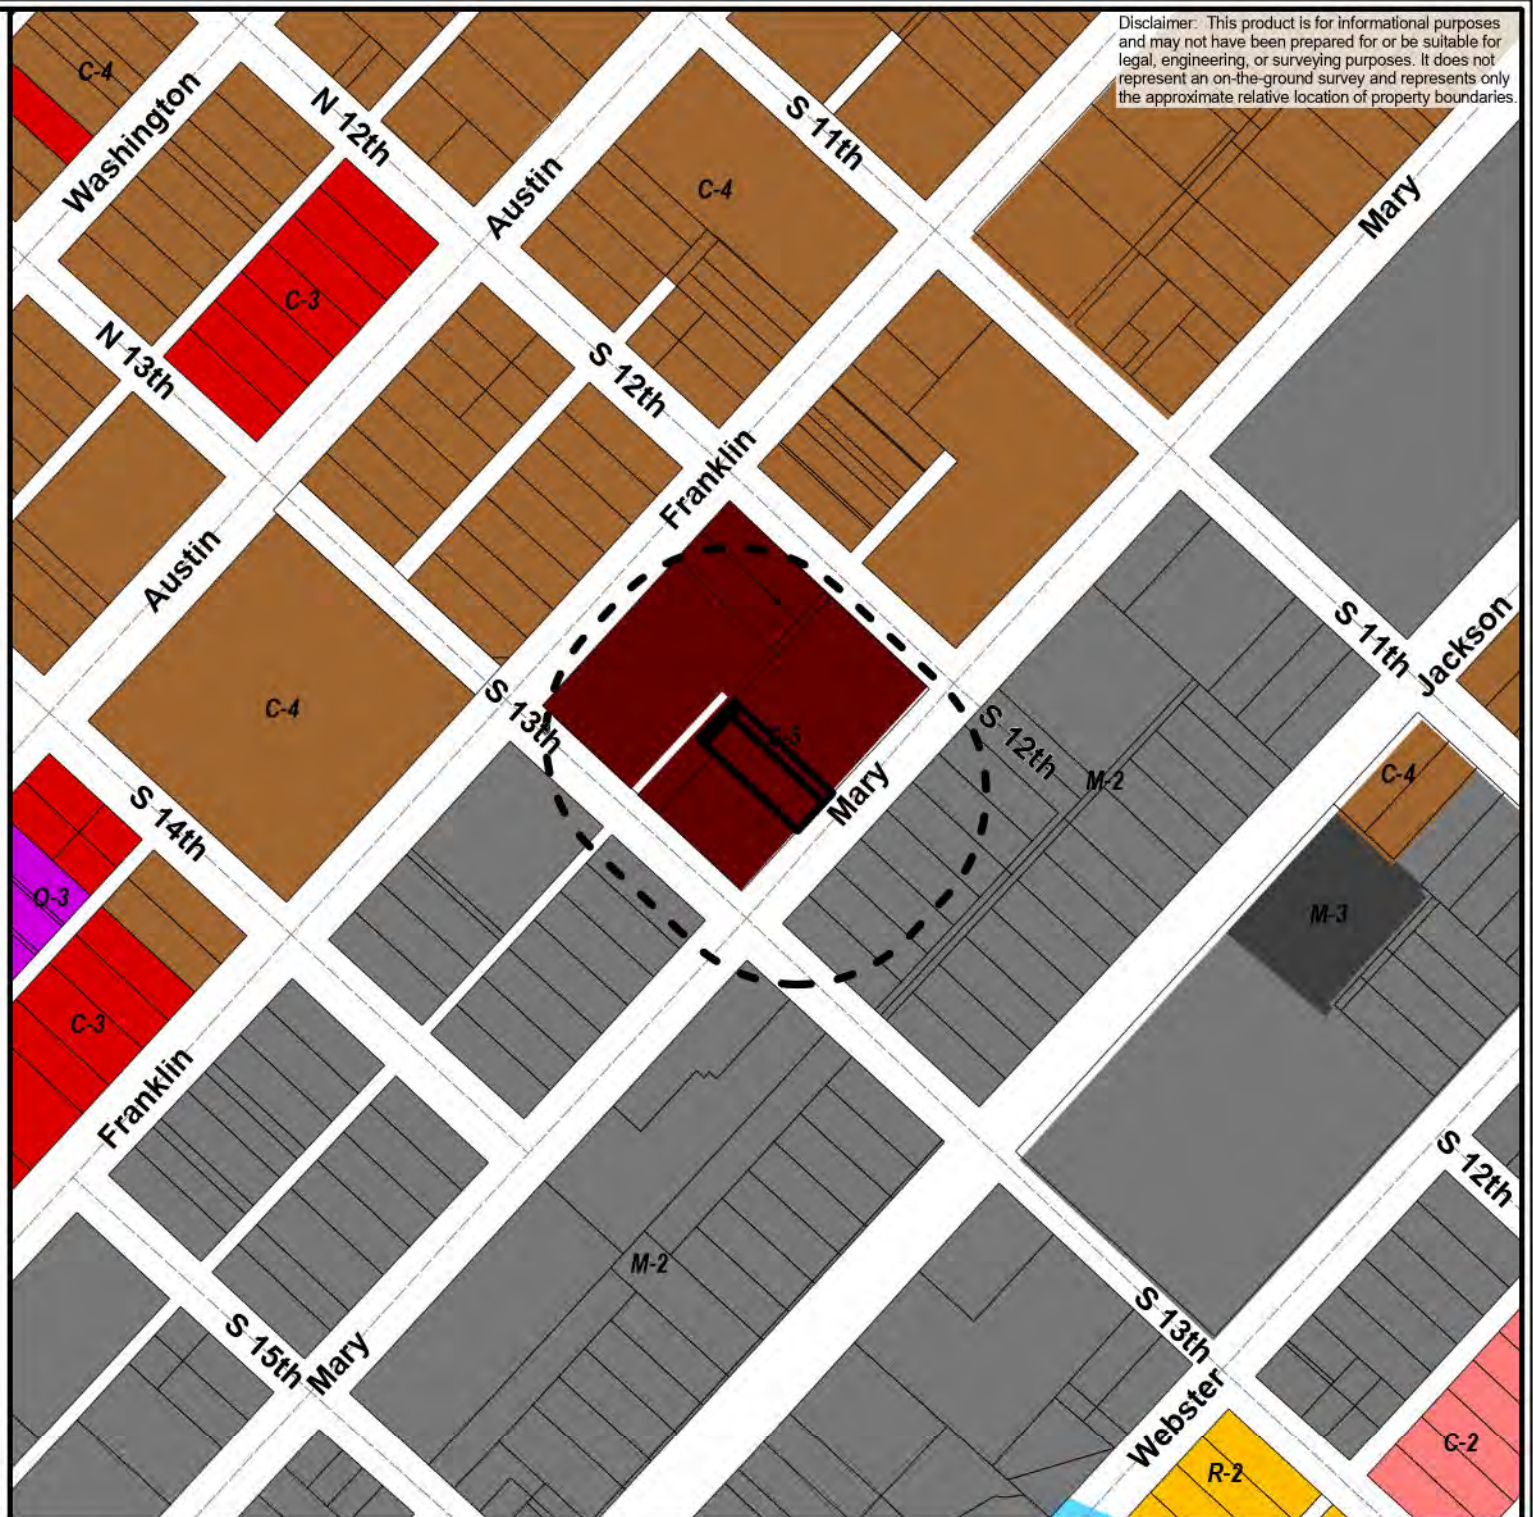 Disclaimer: This product is for informational purposes
and may not have been prepared for or be suitable for
legal, engineering, or surveying purposes. It does not
represent an on-the-ground survey and represents only
the approximate relative location of property boundaries.
C-4
Washington
N 12th
S 11th
Austin
C-4
Mary
C-3
N 13th
S 12th
Franklin
Austin
S 11th
Jackson
C-4
S 13th
S 12th
C-5
M-2
C-4
Mary
S 14th
O-3
M-3
C-3
Franklin
S 12th
M-2
S 13th
S 15th
Mary
Webster
C-2
R-2